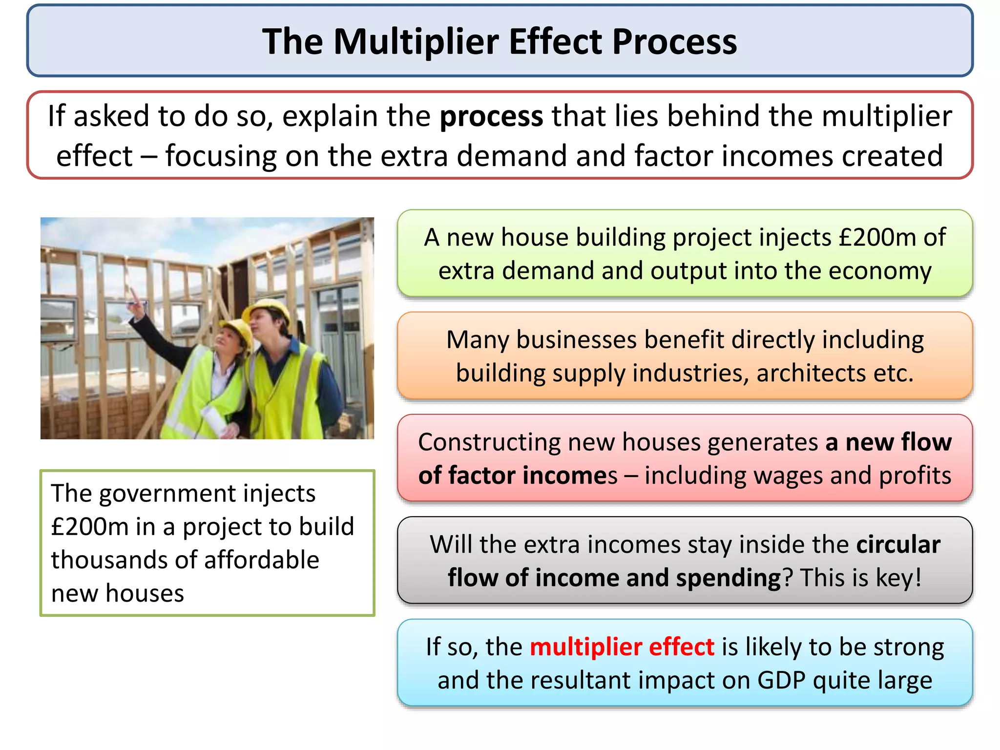 The Multiplier Effect Process
If asked to do so, explain the process that lies behind the multiplier
effect – focusing on the extra demand and factor incomes created
A new house building project injects £200m of
extra demand and output into the economy
Many businesses benefit directly including
building supply industries, architects etc.
Constructing new houses generates a new flow
of factor incomes – including wages and profits
The government injects
£200m in a project to build
thousands of affordable
new houses
Will the extra incomes stay inside the circular
flow of income and spending? This is key!
If so, the multiplier effect is likely to be strong
and the resultant impact on GDP quite large